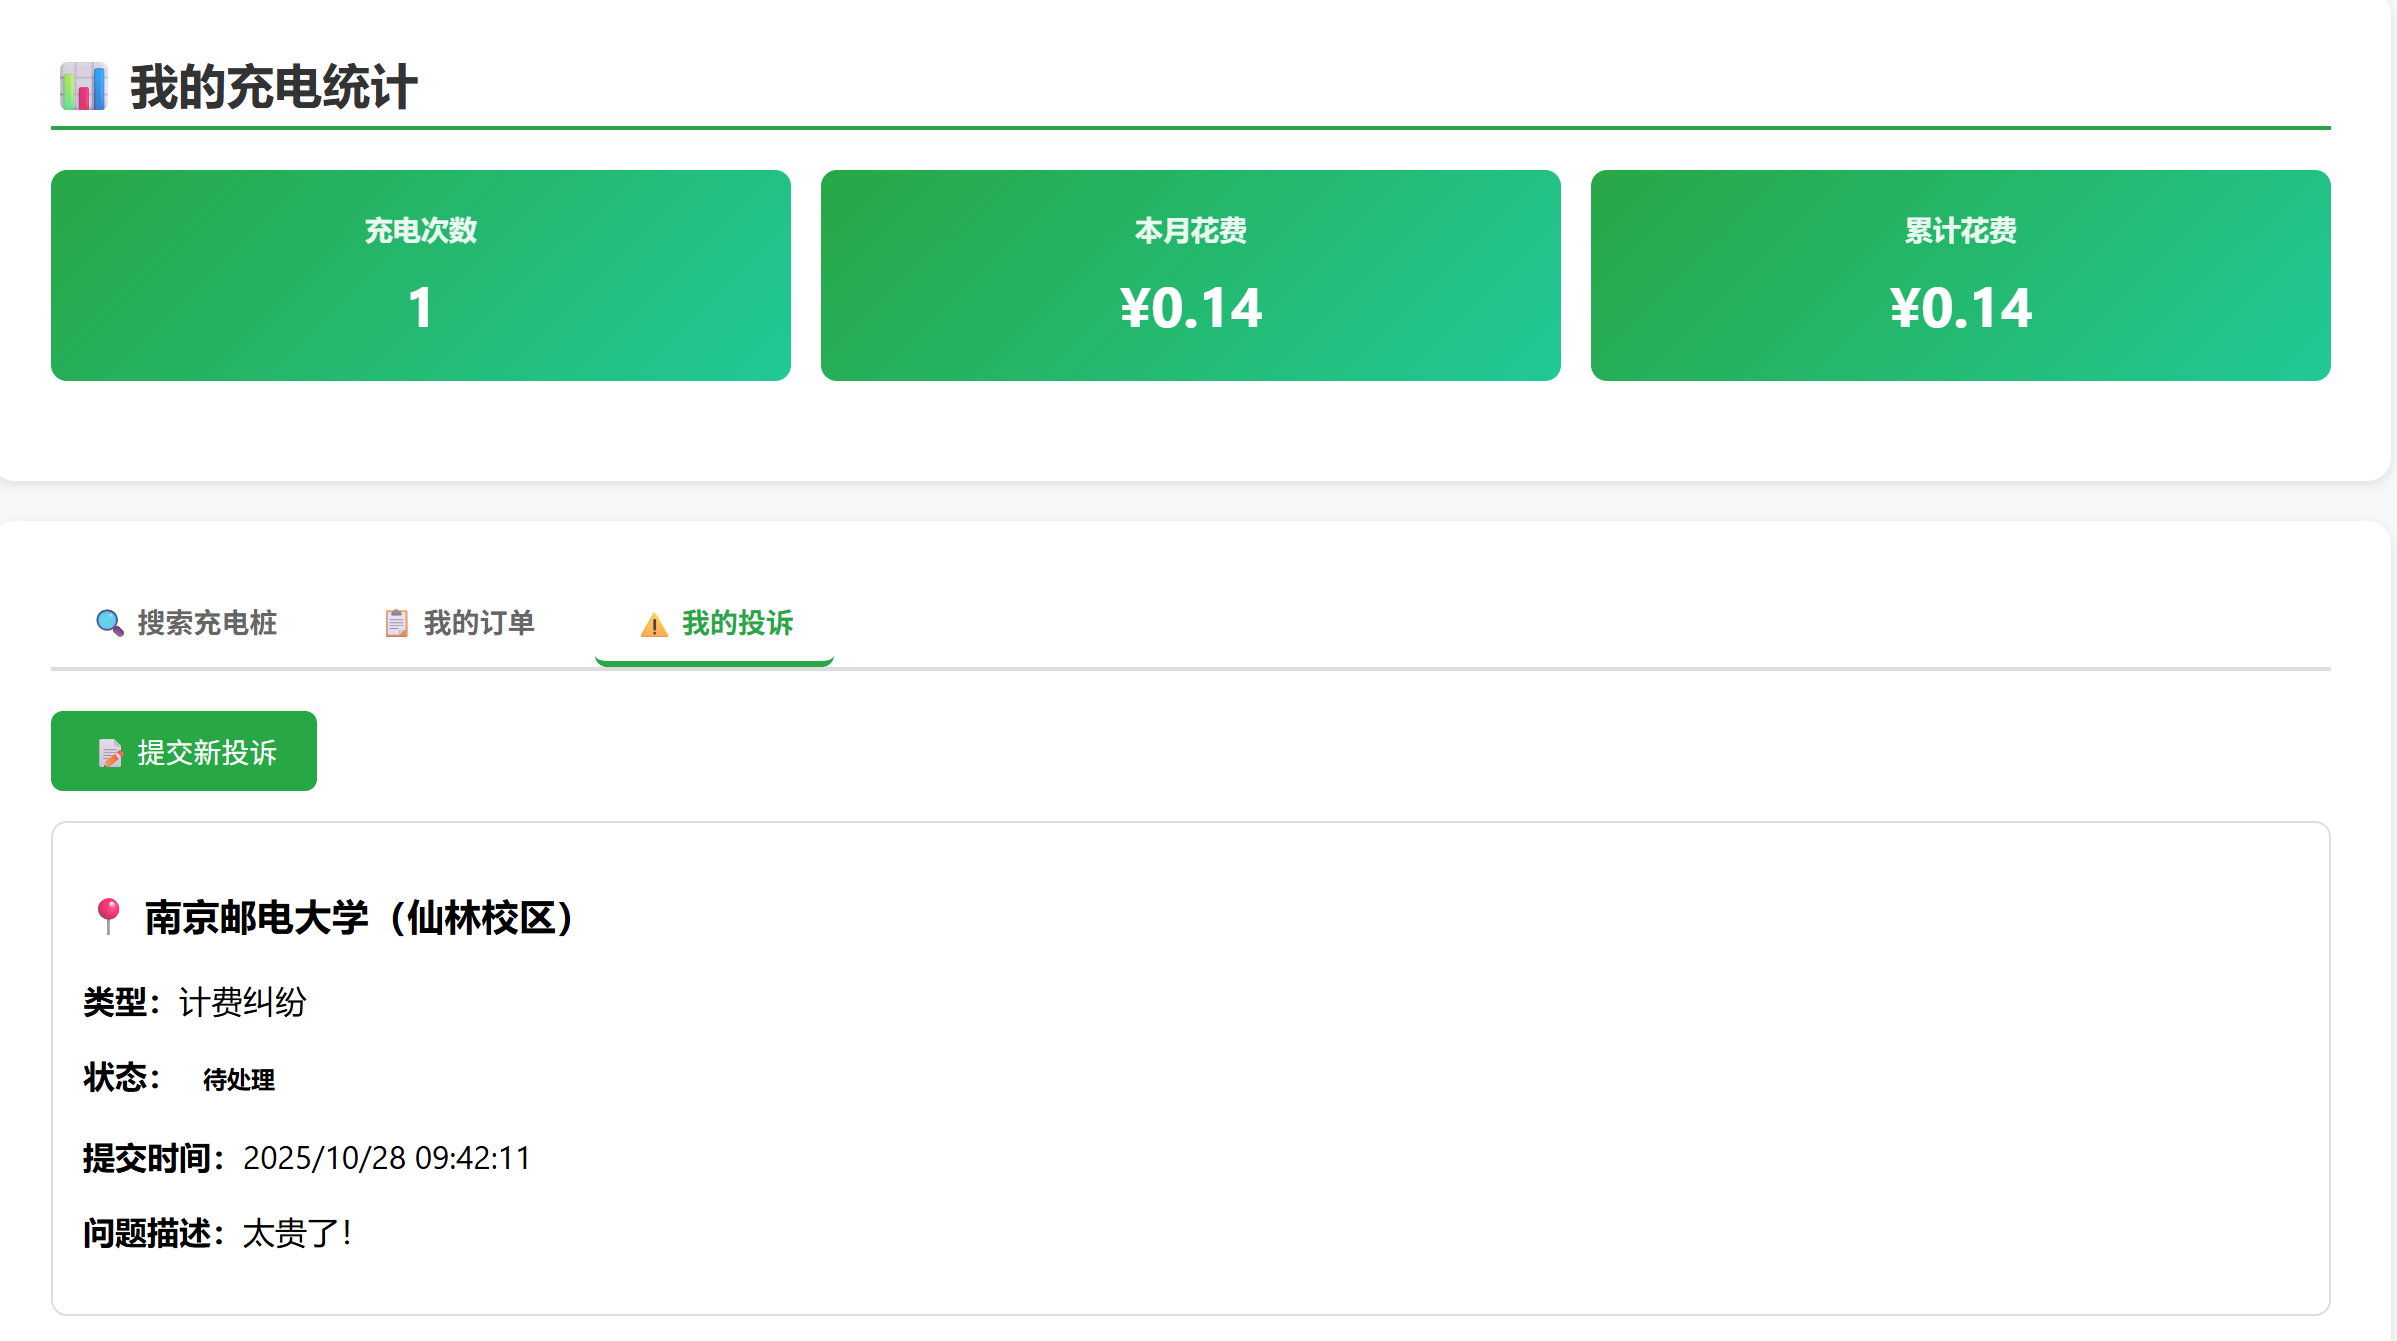 我的充电统计
充电次数
1
本月花费
¥0.14
累计花费
¥0.14
搜索充电桩
我的订单
我的投诉
提交新投诉
南京邮电大学（仙林校区）
类型：计费纠纷
状态： 待处理
提交时间：2025/10/28 09:42:11
问题描述：太贵了！